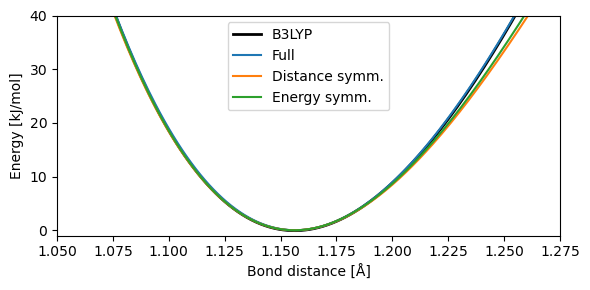 40
30
20
10
0
Energy [kJ/mol]
B3LYP
Full
Distance symm.
Energy symm.
1.050 1.075 1.100 1.125 1.150 1.175 1.200 1.225 1.250 1.275
Bond distance [Å]